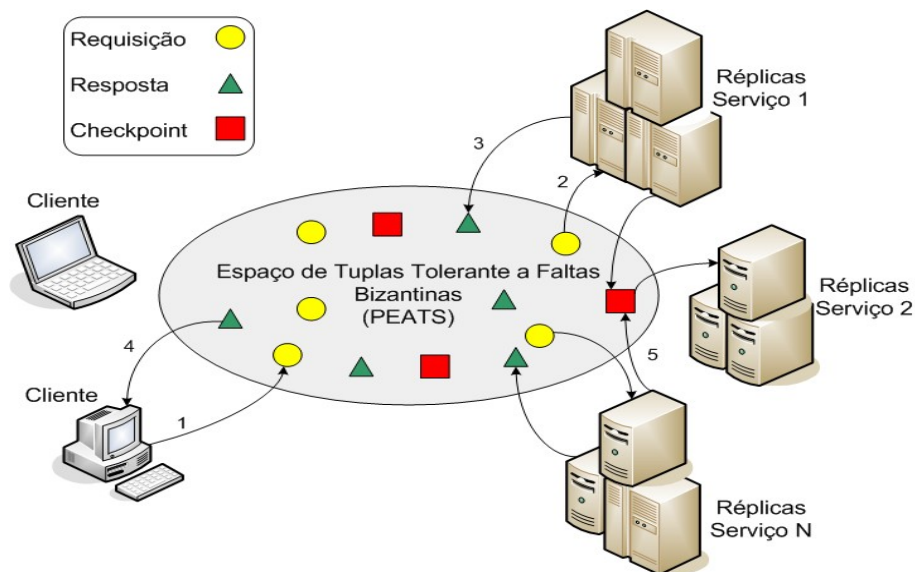 Requisição
Resposta
Checkpoint
Réplicas
Serviço 1
3
2
Cliente
Espaço de Tuplas Tolerante a Faltas
Bizantinas
(PEATS)
Réplicas
Serviço 2
4
5
Cliente
1
Réplicas
Serviço N